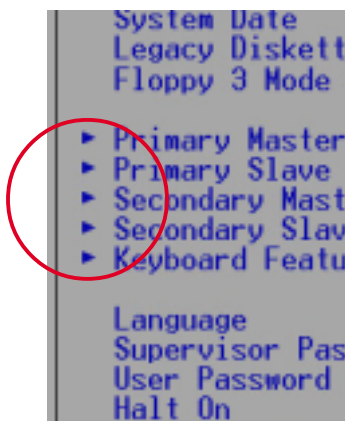 System Date
Legacy Diskett
Floppy 3 Mode
Primary Master
Primary Slave
Secondary Mast
Secondary Slav
Keyboard Featu
Language
Supervisor Pas
User Password
Halt On